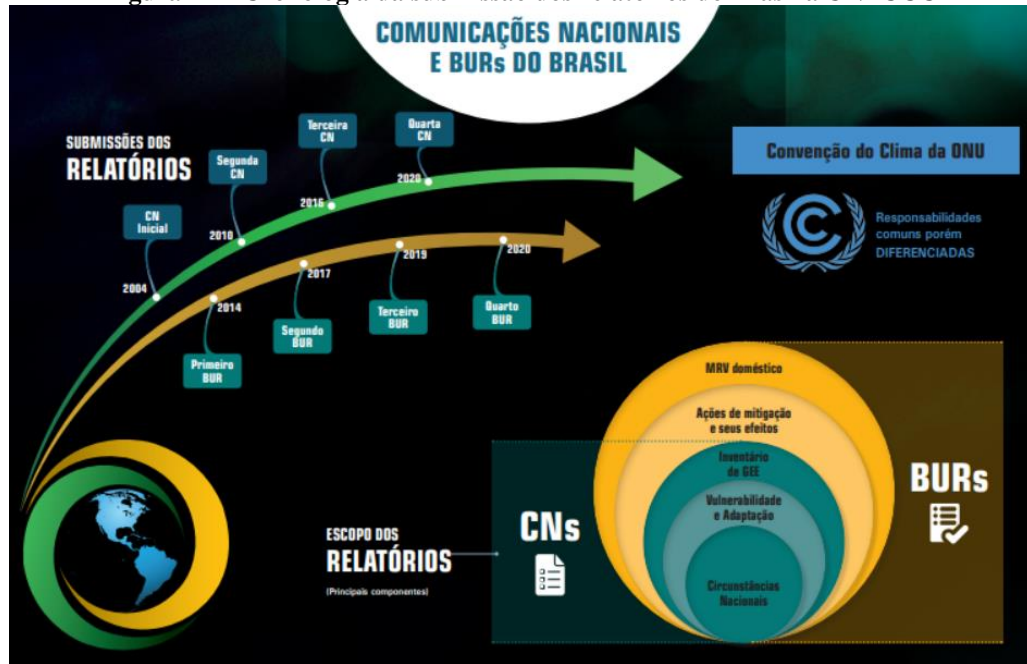 COMUNICAÇÕES NACIONAIS
E BURs DO BRASIL
SUBMISSÕES DOS
RELATÓRIOS
CN
Inicial
2004
Segunda
CN
2010
Terceira
CN
2016
Quarta
CN
2020
2014
Primeiro
BUR
2017
Segundo
BUR
2019
Terceiro
BUR
2020
Quarto
BUR
Convenção do Clima da ONU
Responsabilidades
comuns porém
DIFERENCIADAS
ESCOPO DOS
RELATÓRIOS
(Principais componentes)
CNs
MRV doméstico
Ações de mitigação
e seus efeitos
Inventário
de GEE
Vulnerabilidade
e Adaptação
Circunstâncias
Nacionais
BURs